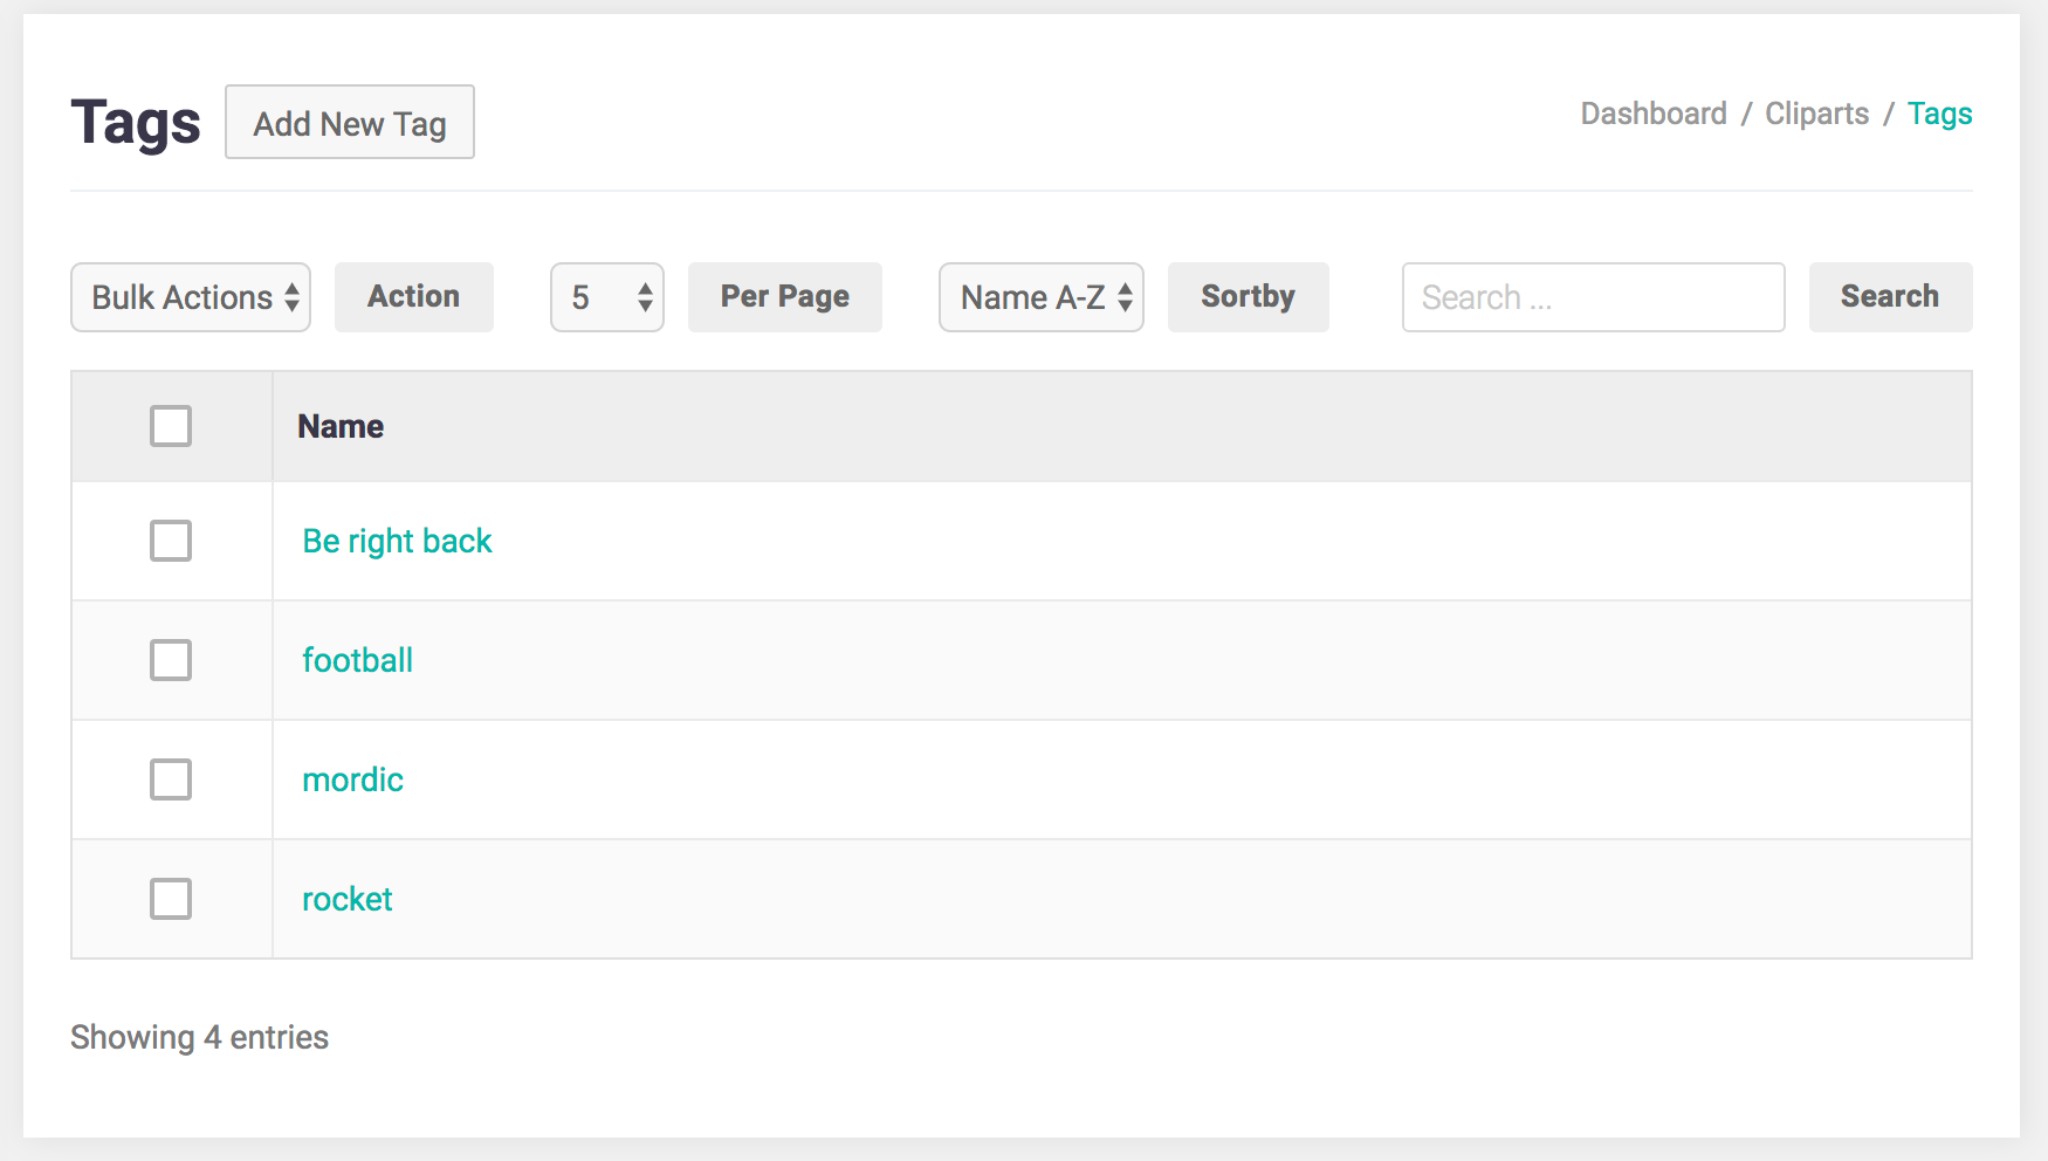 Tags Add New Tag Dashboard / Cliparts / Tags
Bulk Actions Action 5 Per Page Name A-Z Sortby Search ... Search
Name
Be right back
football
mordic
rocket
Showing 4 entries